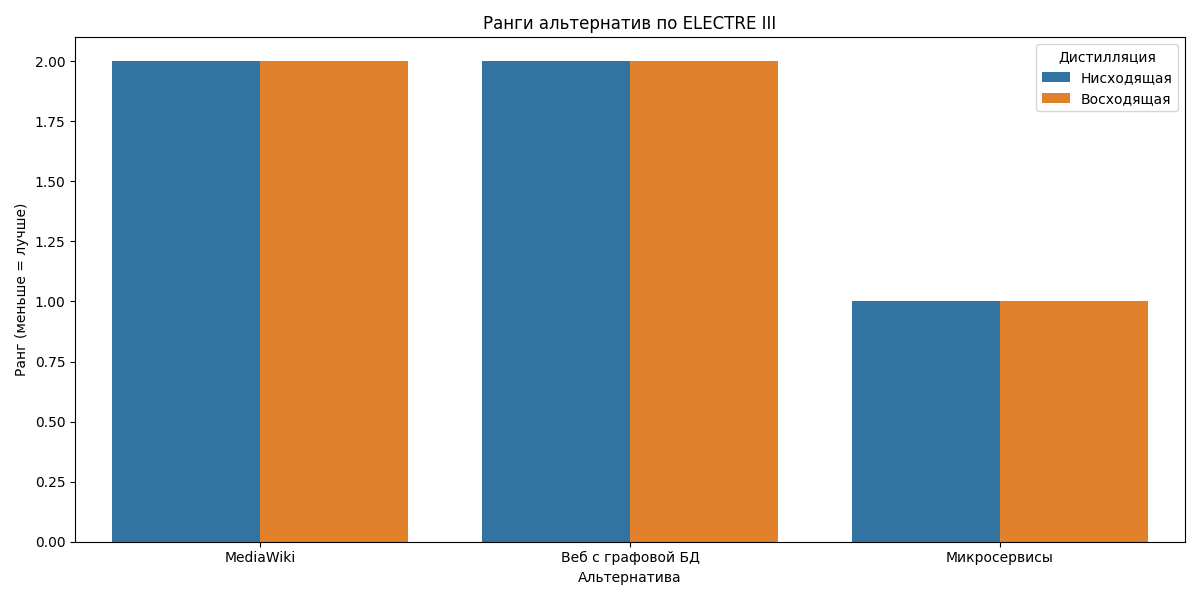 Ранги альтернатив по ELECTRE III
Дистилляция
Нисходящая
Восходящая
Ранг (меньше = лучше)
2.00
1.75
1.50
1.25
1.00
0.75
0.50
0.25
0.00
MediaWiki
Веб с графовой БД
Микросервисы
Альтернатива